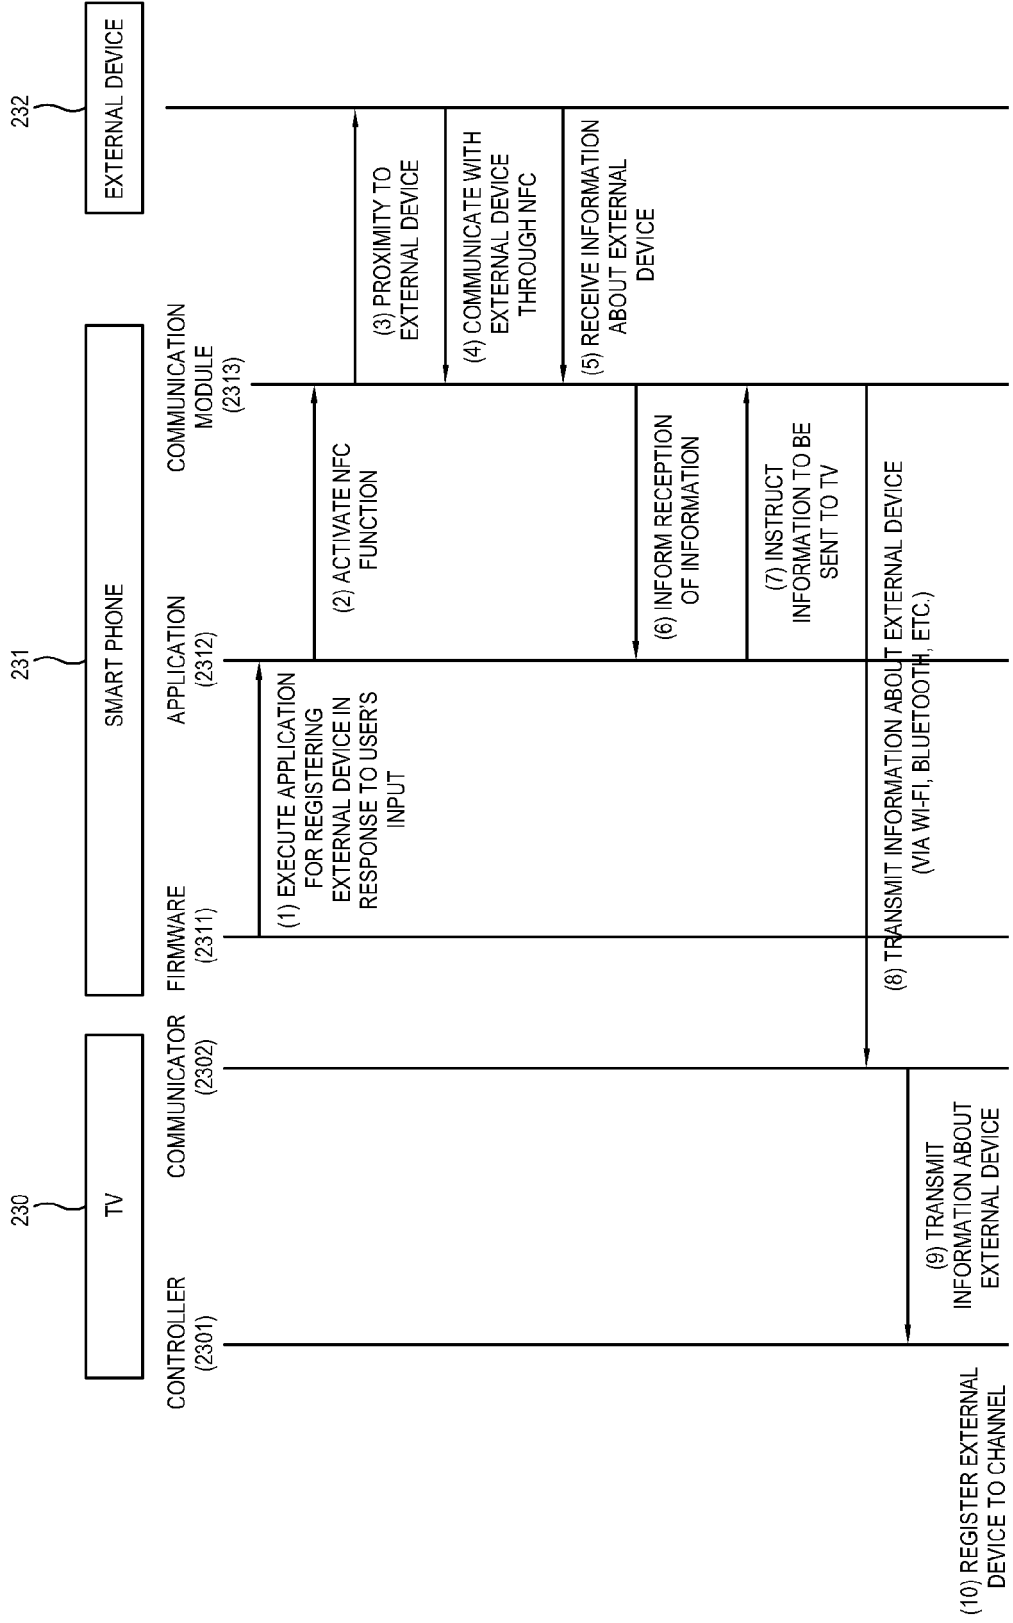 230
231
232
TV
SMART PHONE
EXTERNAL DEVICE
CONTROLLER
(2301)
COMMUNICATOR
(2302)
FIRMWARE
(2311)
APPLICATION
(2312)
COMMUNICATION
MODULE
(2313)
(1) EXECUTE APPLICATION
FOR REGISTERING
EXTERNAL DEVICE IN
RESPONSE TO USER'S
INPUT
(2) ACTIVATE NFC
FUNCTION
(3) PROXIMITY TO
EXTERNAL DEVICE
(4) COMMUNICATE WITH
EXTERNAL DEVICE
THROUGH NFC
(5) RECEIVE INFORMATION
ABOUT EXTERNAL
DEVICE
(6) INFORM RECEPTION
OF INFORMATION
(7) INSTRUCT
INFORMATION TO BE
SENT TO TV
(8) TRANSMIT INFORMATION ABOUT EXTERNAL DEVICE
(VIA WI-FI, BLUETOOTH, ETC.)
(9) TRANSMIT
INFORMATION ABOUT
EXTERNAL DEVICE
(10) REGISTER EXTERNAL
DEVICE TO CHANNEL